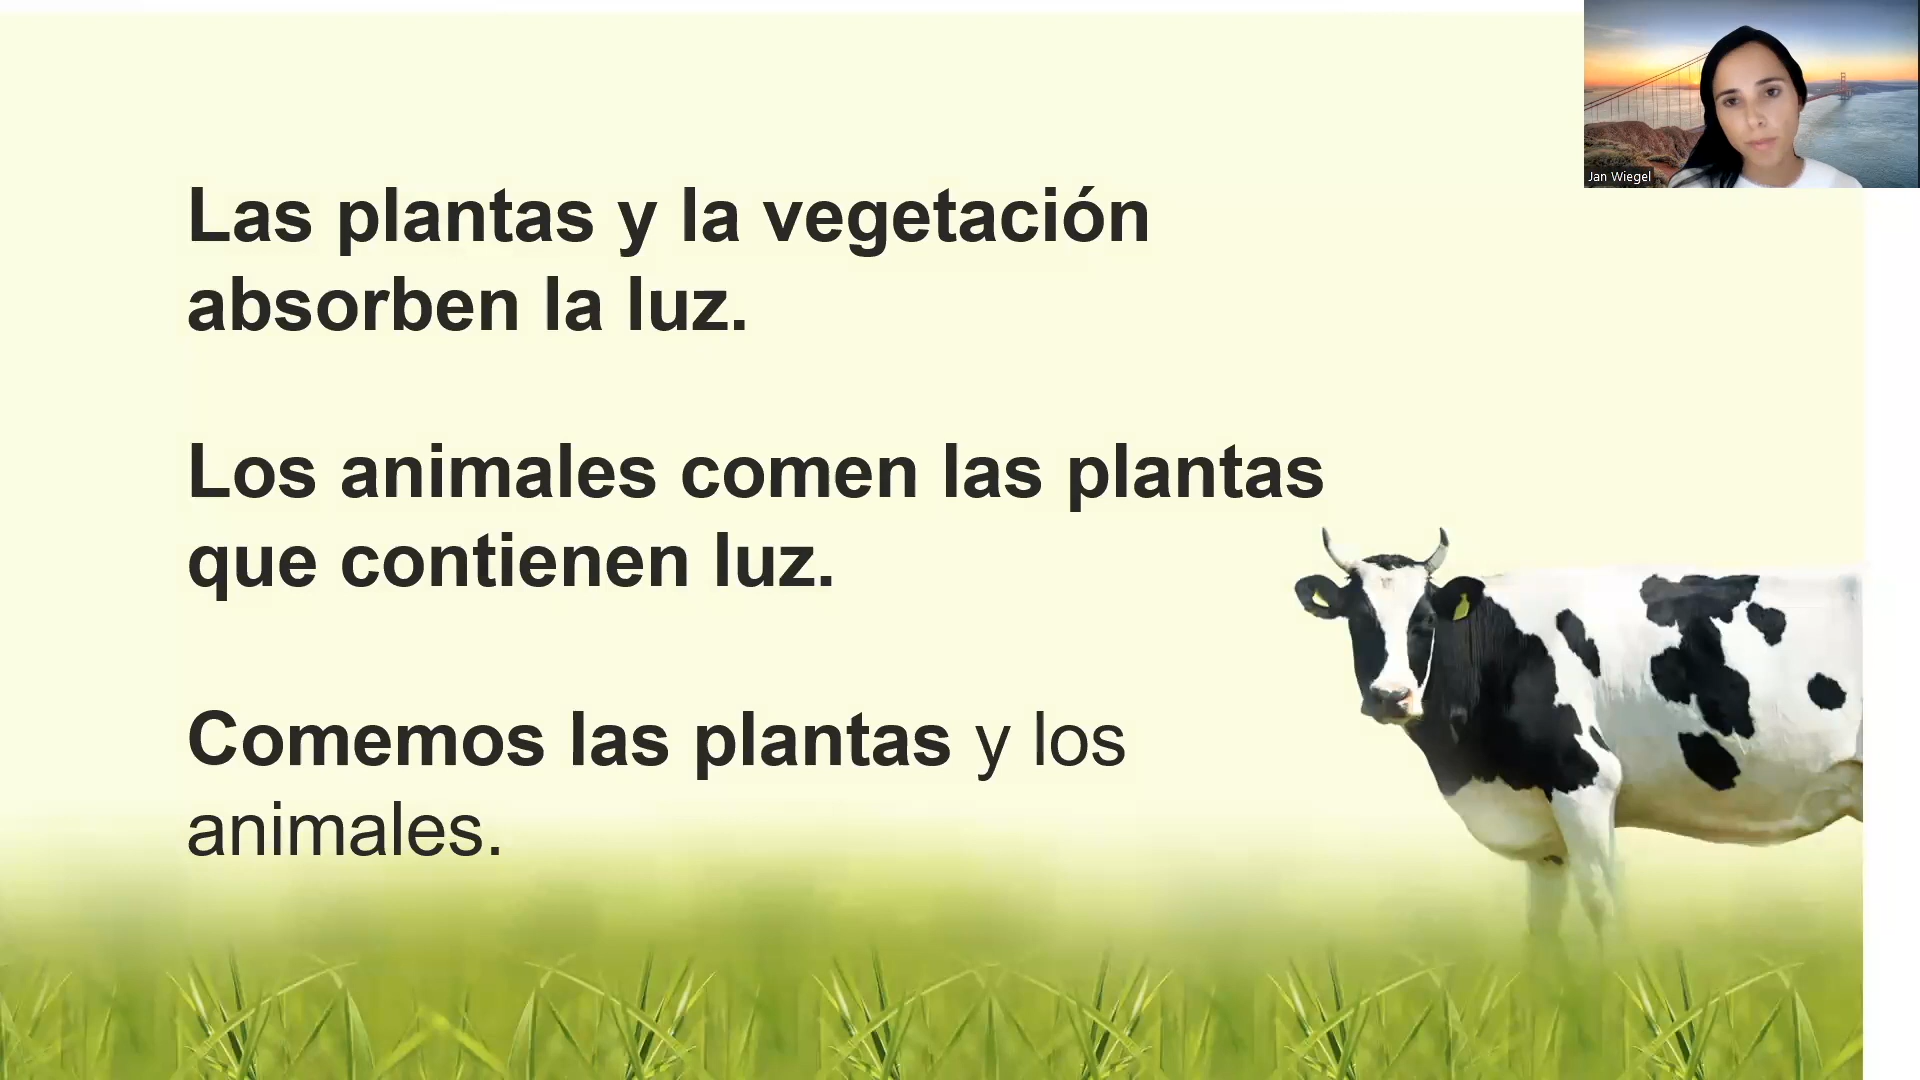 Las plantas y la vegetación
absorben la luz.
Los animales comen las plantas
que contienen luz.
Comemos las plantas y los
animales.
Jan Wiegel